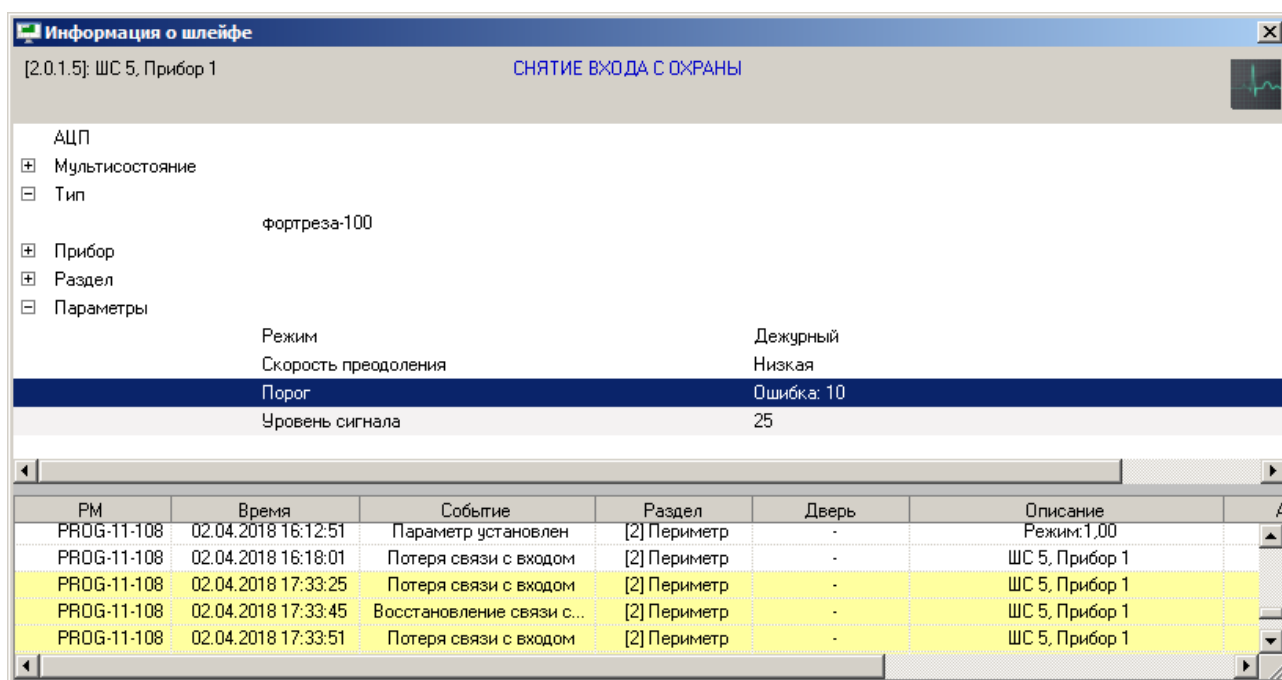 Информация о шлейфе
[2.0.1.5]: ШС 5, Прибор 1 СНЯТИЕ ВХОДА С ОХРАНЫ
АЦП
Мультисостояние
Тип
фортреза-100
Прибор
Раздел
Параметры
Режим Дежурный
Скорость преодоления Низкая
Порог Ошибка: 10
Уровень сигнала 25
РМ Время Событие Раздел Дверь Описание
PROG-11-108 02.04.2018 16:12:51 Параметр установлен [2] Периметр - Режим:1,00
PROG-11-108 02.04.2018 16:18:01 Потеря связи с входом [2] Периметр - ШС 5, Прибор 1
PROG-11-108 02.04.2018 17:33:25 Потеря связи с входом [2] Периметр - ШС 5, Прибор 1
PROG-11-108 02.04.2018 17:33:45 Восстановление связи с... [2] Периметр - ШС 5, Прибор 1
PROG-11-108 02.04.2018 17:33:51 Потеря связи с входом [2] Периметр - ШС 5, Прибор 1